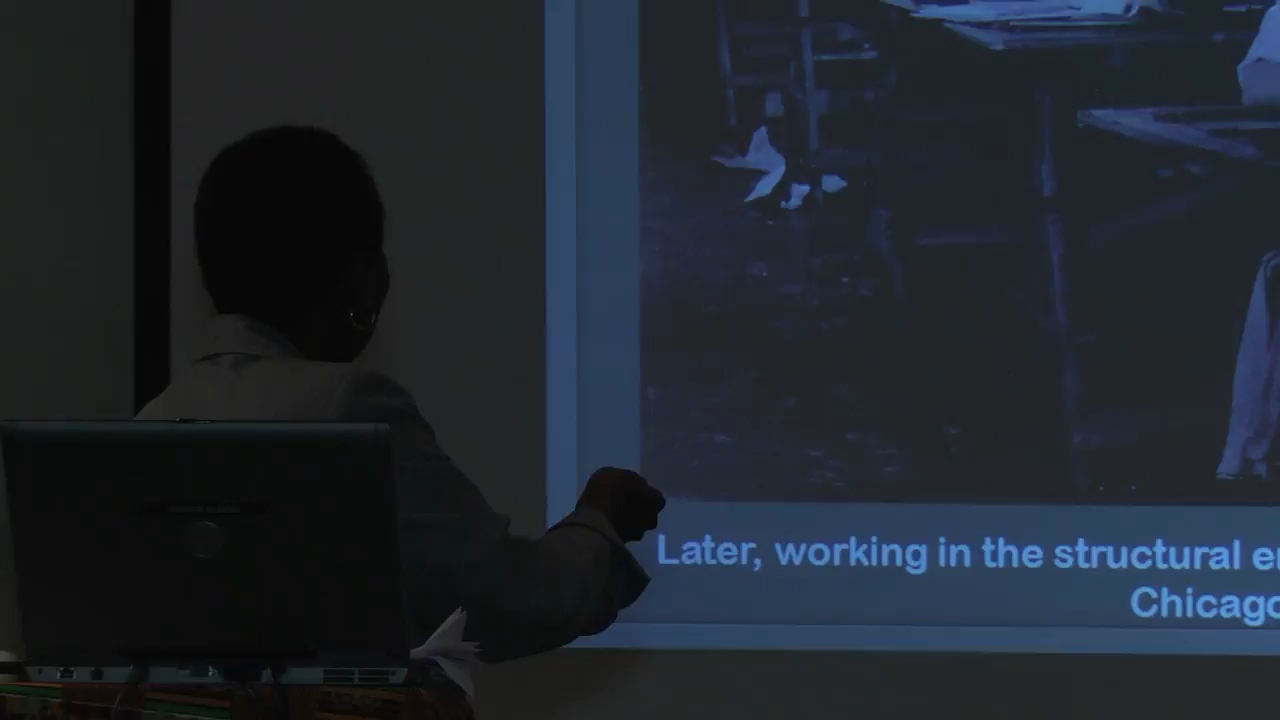 Later, working in the structural e
Chicago